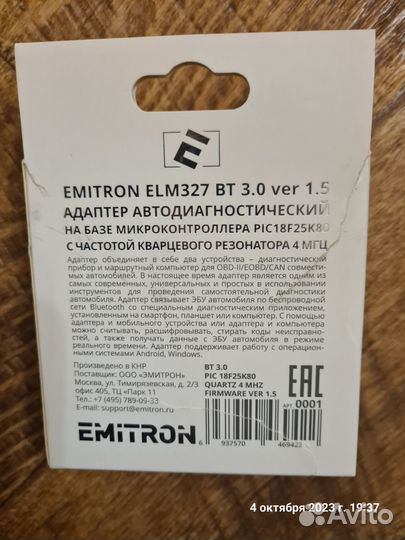 EMITRON ELM327 BT 3.0 ver 1.5
АДАПТЕР АВТОДИАГНОСТИЧЕСКИЙ
НА БАЗЕ МИКРОКОНТРОЛЛЕРА PIC18F25K80
С ЧАСТОТОЙ КВАРЦЕВОГО РЕЗОНАТОРА 4 МГЦ
Адаптер объединяет в себе два устройства – диагностический
прибор и маршрутный компьютер для OBD-II/EOBD/CAN совмести-
мых автомобилей. В настоящее время адаптер является одним из
самых современных, универсальных и простых в использовании
инструментов для проведения самостоятельной диагностики
автомобиля. Адаптер связывает ЭБУ автомобиля по беспроводной
сети Bluetooth со специальным диагностическим приложением,
установленным на смартфон, планшет или компьютер. С помощью
адаптера и мобильного устройства или адаптера и компьютера
можно считывать, расшифровывать, стирать коды неисправно-
стей, а также получать данные с ЭБУ автомобиля в режиме
реального времени. Адаптер поддерживает работу с операцион-
ными системами Android, Windows.
Произведено в КНР
Поставщик: ООО «ЭМИТРОН»
Москва, ул. Тимирязевская, д. 2/3
офис 405, ТЦ «Парк 11
Тел.: +7 (495) 789-09-33
E-mail: support@emitron.ru
BT 3.0
PIC 18F25K80
QUARTZ 4 MHZ
FIRMWARE VER 1.5
EAC
АРТ. 0001
EMITRON
6 937570 469423
4 октября 2023 г. 19:37
Avito